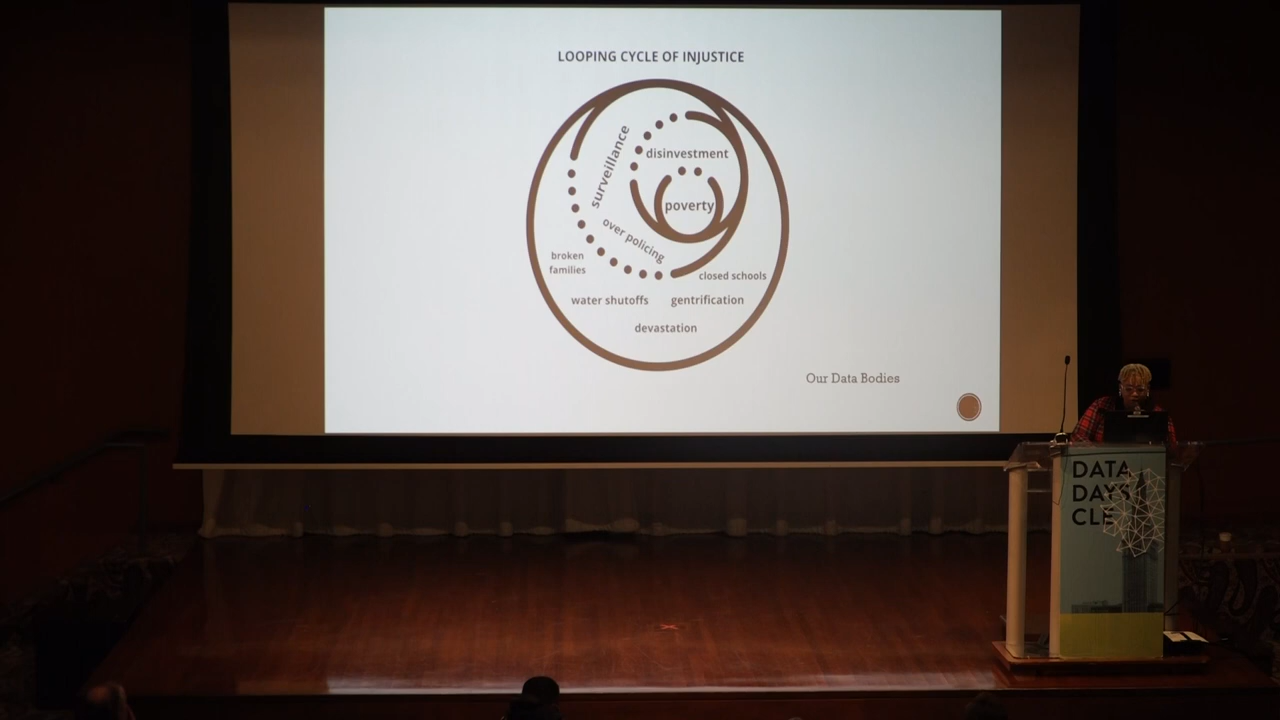 LOOPING CYCLE OF INJUSTICE
surveillance
disinvestment
poverty
over policing
broken
families
closed schools
water shutoffs
gentrification
devastation
Our Data Bodies
DATA
DAYS
CLE